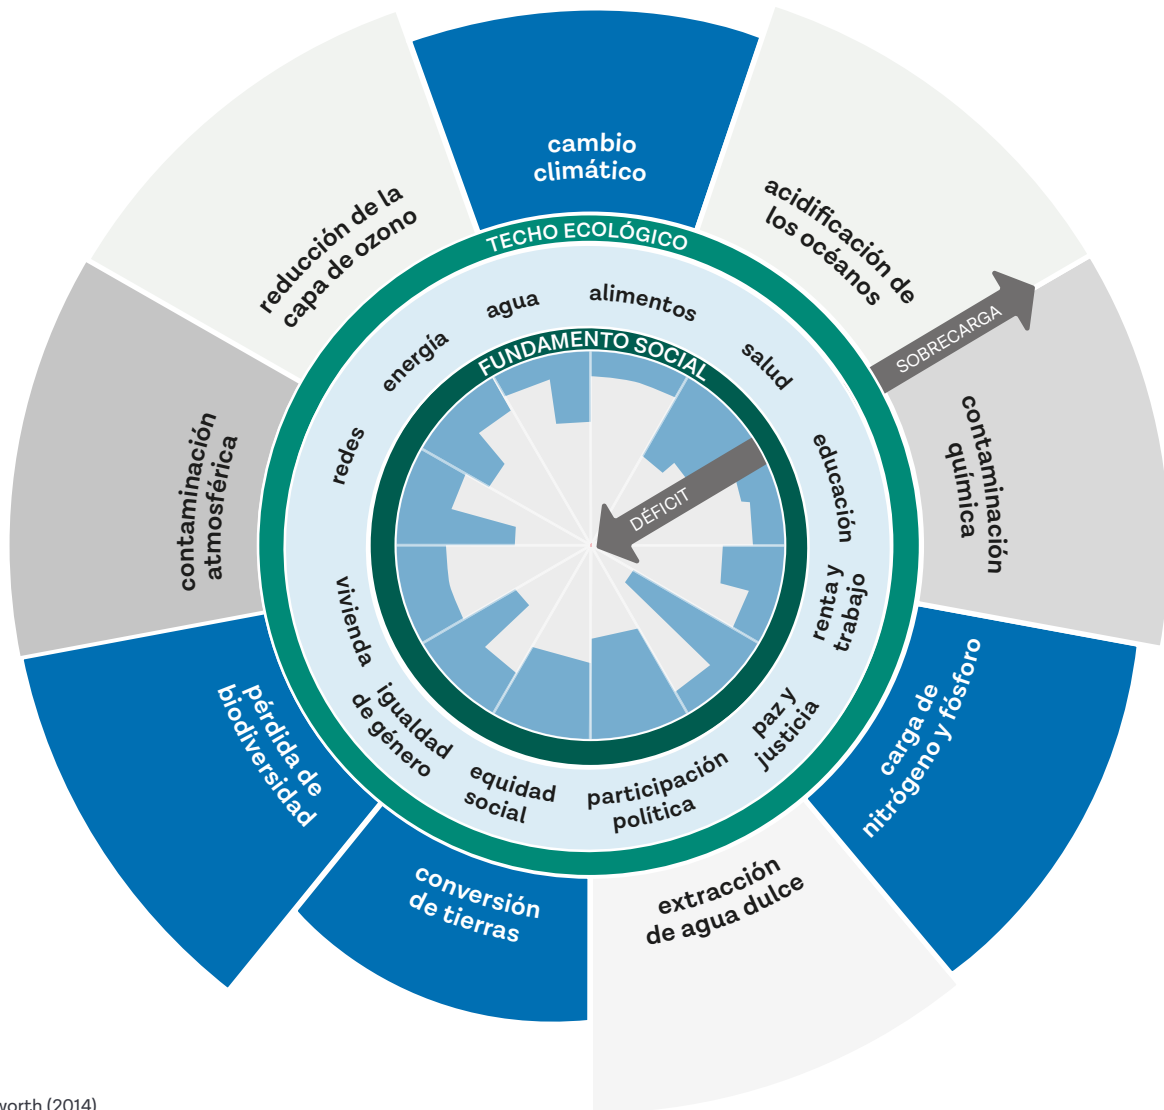 cambio
climático
acidificación de
los océanos
SOBRECARGA
contaminación
química
carga de
nitrógeno y fósforo
extracción
de agua dulce
conversión
de tierras
pérdida de
biodiversidad
contaminación
atmosférica
reducción de la
capa de ozono
TECHO ECOLÓGICO
agua
alimentos
salud
educación
renta y
trabajo
paz y
justicia
participación
política
equidad
social
igualdad
de género
vivienda
redes
energía
FUNDAMENTO SOCIAL
DÉFICIT
(2014)